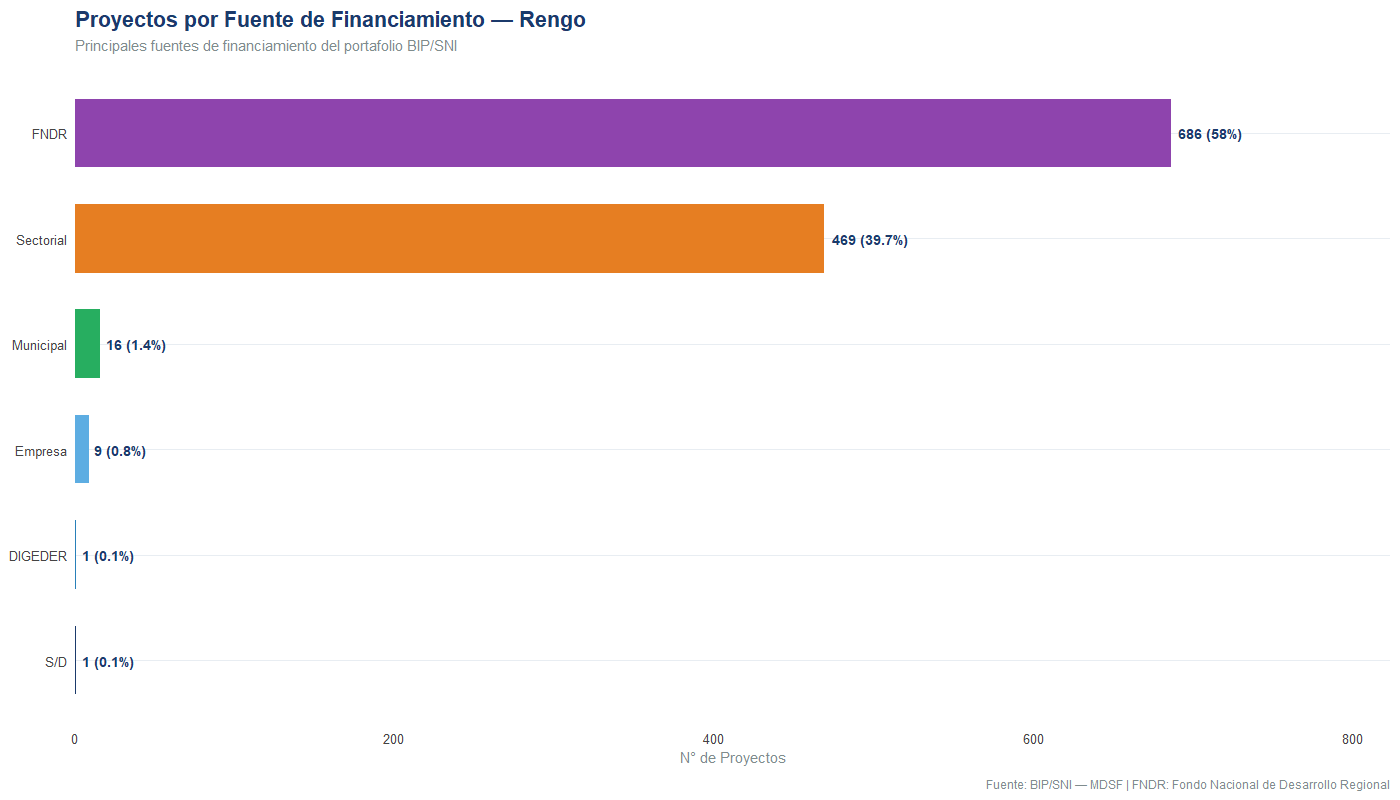 Proyectos por Fuente de Financiamiento — Rengo
Principales fuentes de financiamiento del portafolio BIP/SNI
FNDR
686 (58%)
Sectorial
469 (39.7%)
Municipal
16 (1.4%)
Empresa
9 (0.8%)
DIGEDER
1 (0.1%)
S/D
1 (0.1%)
0
200
400
600
800
N° de Proyectos
Fuente: BIP/SNI — MDSF | FNDR: Fondo Nacional de Desarrollo Regional